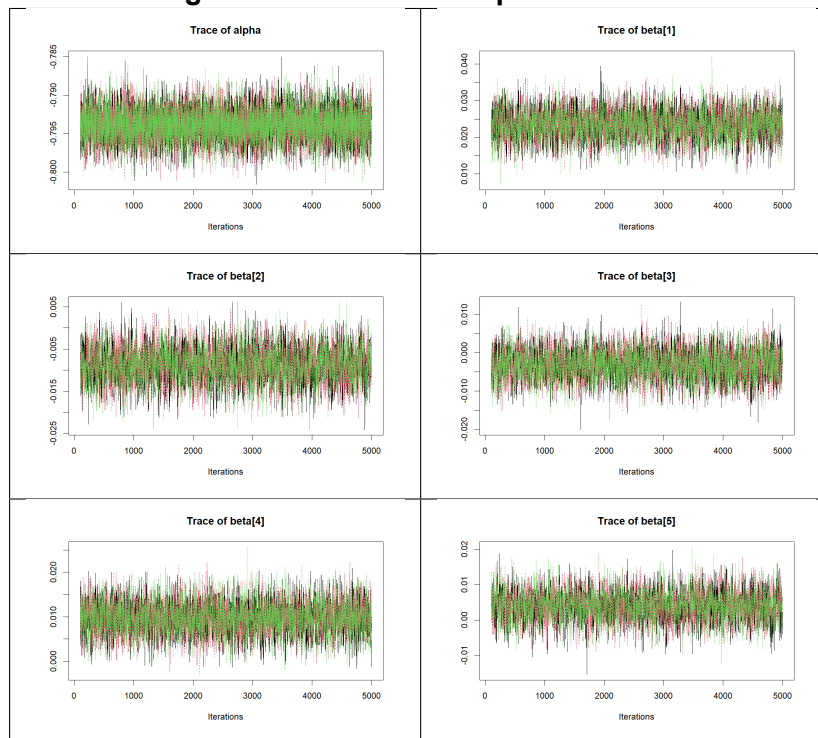 Trace of alpha
-0.785
-0.790
-0.795
-0.800
0 1000 2000 3000 4000 5000
Iterations
Trace of beta[1]
0.040
0.030
0.020
0.010
0 1000 2000 3000 4000 5000
Iterations
Trace of beta[2]
0.005
-0.005
-0.015
-0.025
0 1000 2000 3000 4000 5000
Iterations
Trace of beta[3]
0.010
0.000
-0.010
-0.020
0 1000 2000 3000 4000 5000
Iterations
Trace of beta[4]
0.020
0.010
0.000
0 1000 2000 3000 4000 5000
Iterations
Trace of beta[5]
0.02
0.01
0.00
-0.01
0 1000 2000 3000 4000 5000
Iterations